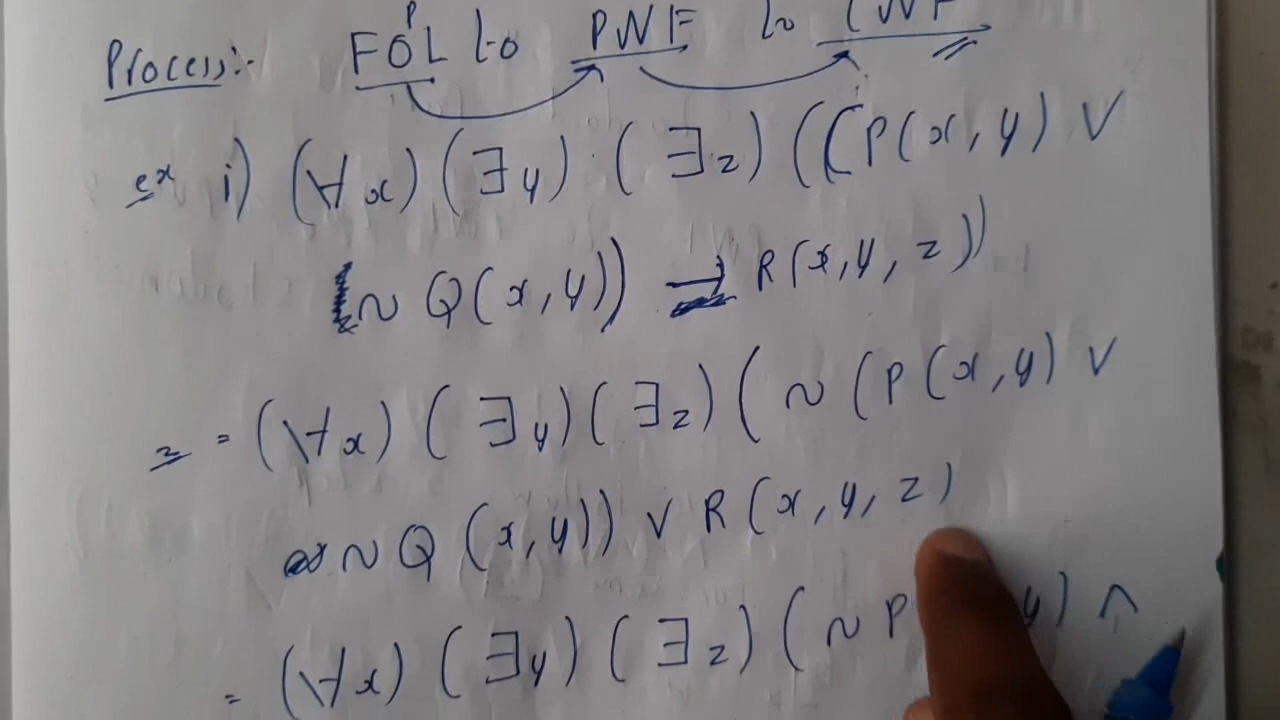 Process:- FOL to PNF to CNF
ex i) (∀x) (∃y) (∃z) ((P(x, y) ∨
~ Q(x, y)) → R(x, y, z))
= (∀x) (∃y) (∃z) (~ (P(x, y) ∨
~ Q(x, y)) ∨ R(x, y, z)
= (∀x) (∃y) (∃z) (~ P y) ∧